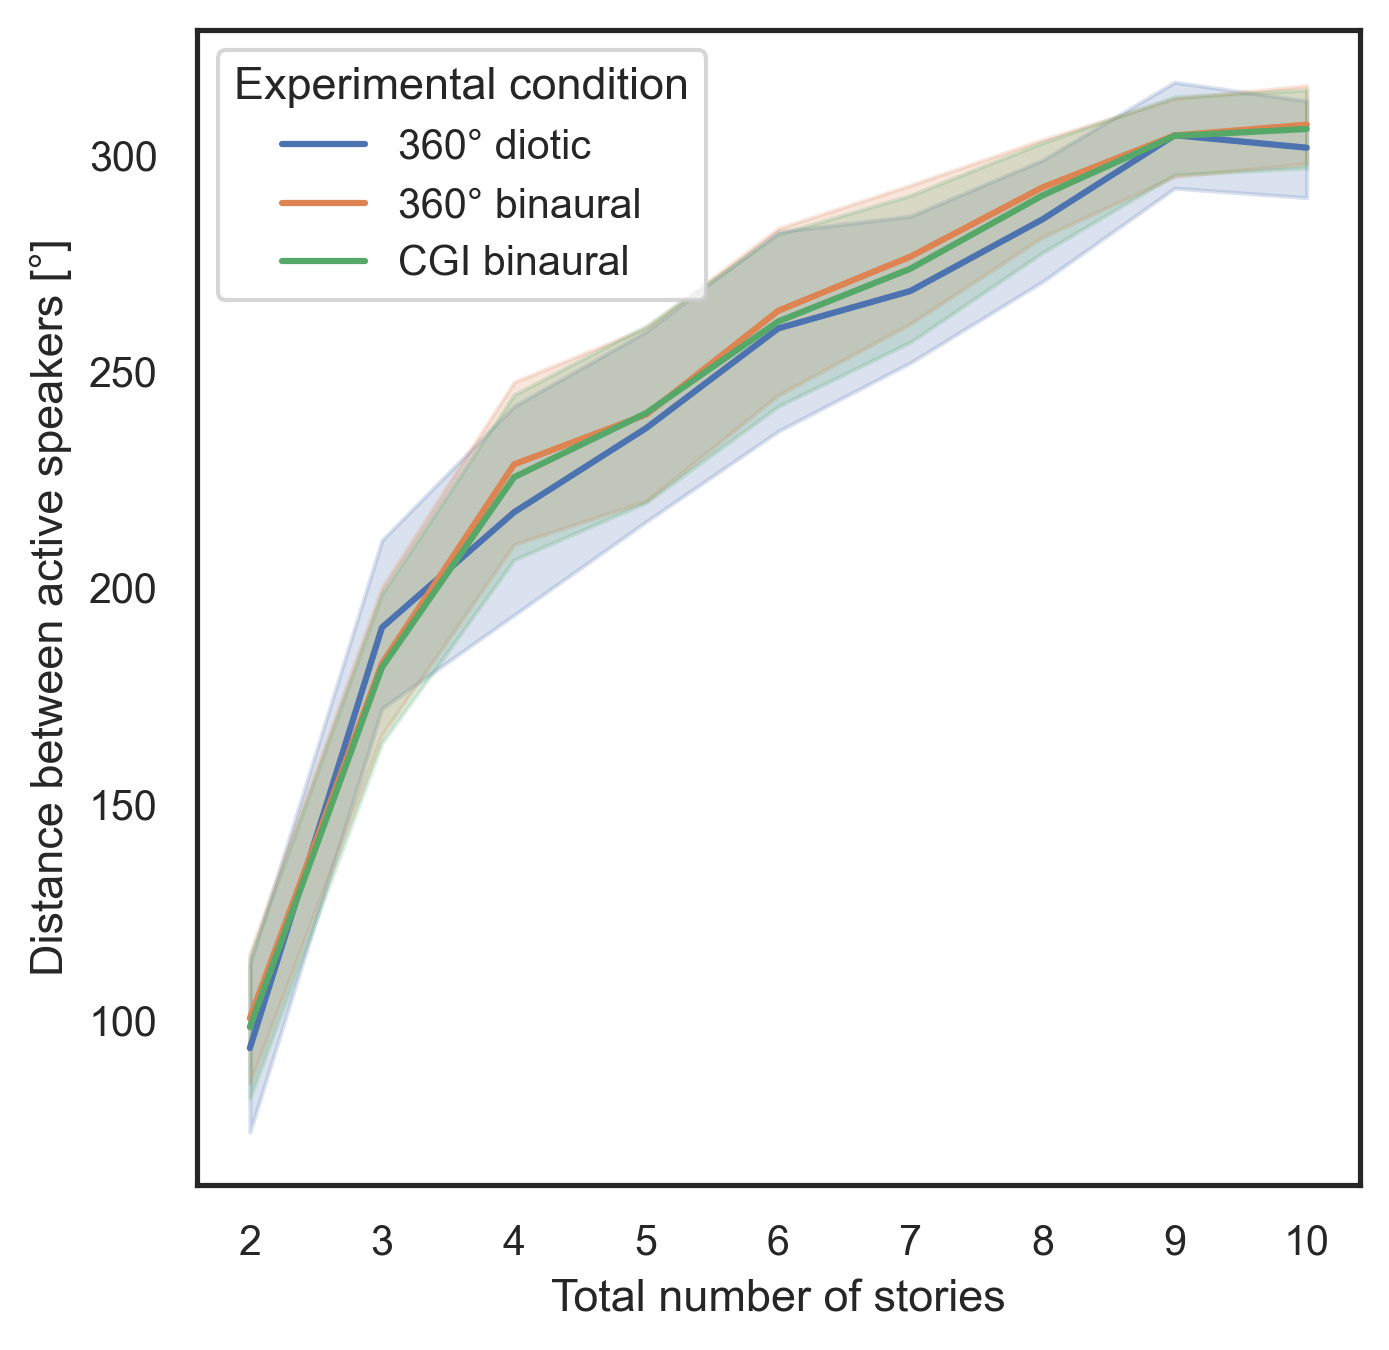 Experimental condition
360° diotic
360° binaural
CGI binaural
Distance between active speakers [°]
300
250
200
150
100
2 3 4 5 6 7 8 9 10
Total number of stories